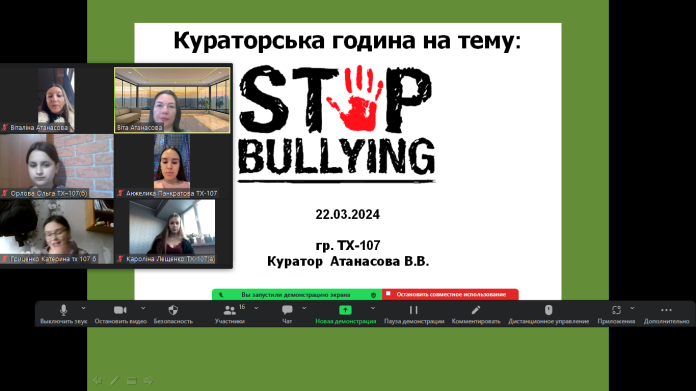 Кураторська година на тему:
STOP
BULLYING
22.03.2024
гр. ТХ-107
Куратор Атанасова В.В.
Віталіна Атанасова
Віта Атанасова
Орлова Ольга ТХ-107(б)
Анжелика Панкратова ТХ-107
Гриценко Катерина тх 107 б
Кароліна Лещенко ТХ-107(а)
Вы запустили демонстрацию экрана
Остановить совместное использование
16
Выключить звук Остановить видео Безопасность Участники Чат Новая демонстрация Пауза демонстрации Комментировать Дистанционное управление Приложения Дополнительно